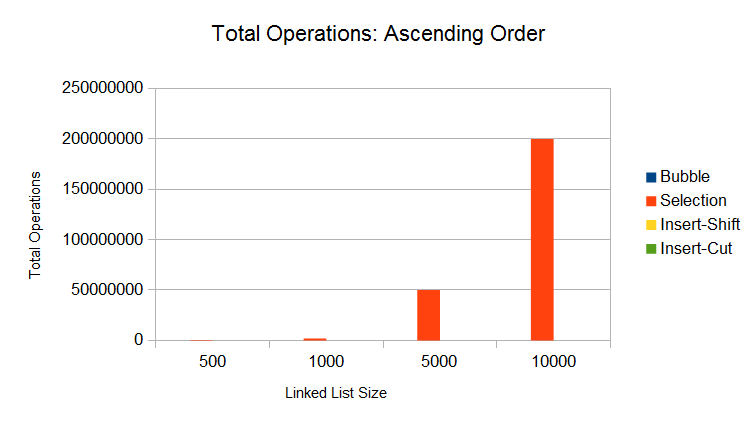 Total Operations: Ascending Order
250000000
200000000
150000000
100000000
50000000
0
Total Operations
500 1000 5000 10000
Linked List Size
Bubble
Selection
Insert-Shift
Insert-Cut